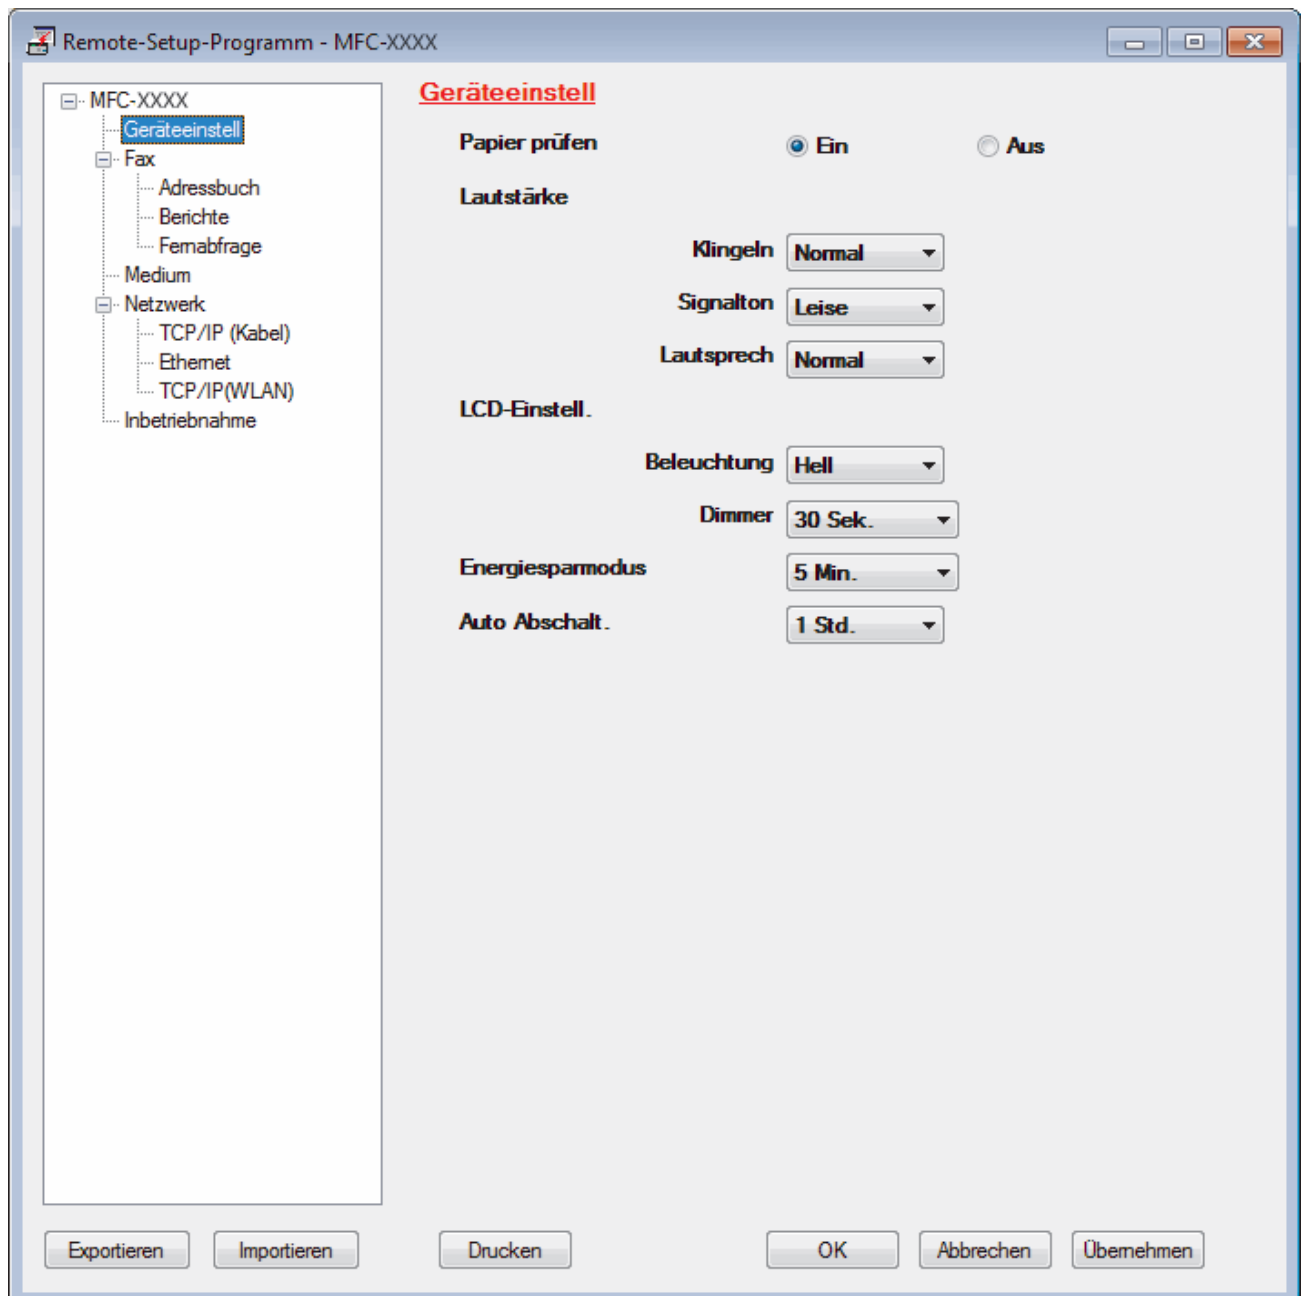 Remote-Setup-Programm - MFC-XXXX
MFC-XXXX
Geräteeinstell
Fax
Adressbuch
Berichte
Fernabfrage
Medium
Netzwerk
TCP/IP (Kabel)
Ethernet
TCP/IP(WLAN)
Inbetriebnahme
Geräteeinstell
Papier prüfen Ein Aus
Lautstärke
Klingeln Normal
Signalton Leise
Lautsprech Normal
LCD-Einstell.
Beleuchtung Hell
Dimmer 30 Sek.
Energiesparmodus 5 Min.
Auto Abschalt. 1 Std.
Exportieren Importieren Drucken OK Abbrechen Übernehmen